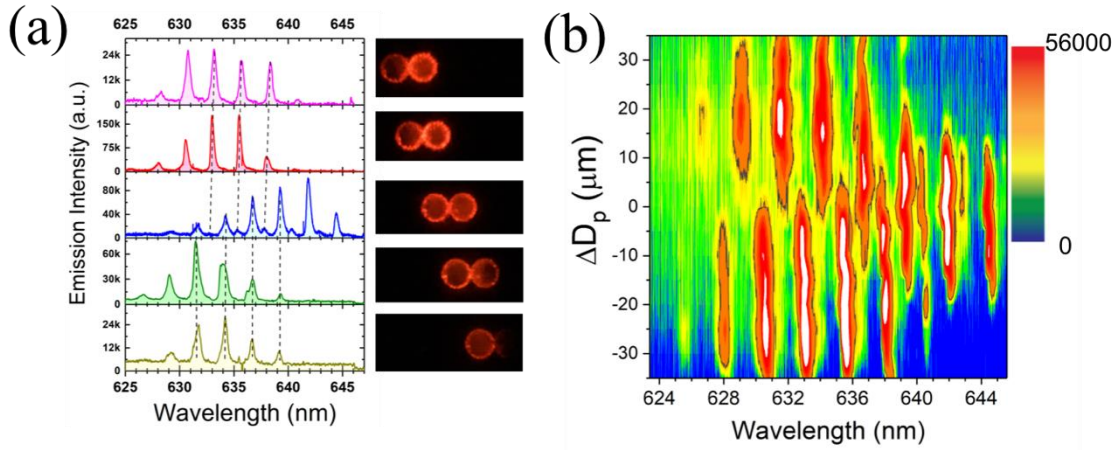 (a)
625 630 635 640 645
24k
12k
0
150k
75k
0
80k
40k
0
60k
30k
0
24k
12k
0
625 630 635 640 645
Emission Intensity (a.u.)
Wavelength (nm)
(b)
30
20
10
0
-10
-20
-30
ΔDp (μm)
624 628 632 636 640 644
Wavelength (nm)
56000
0